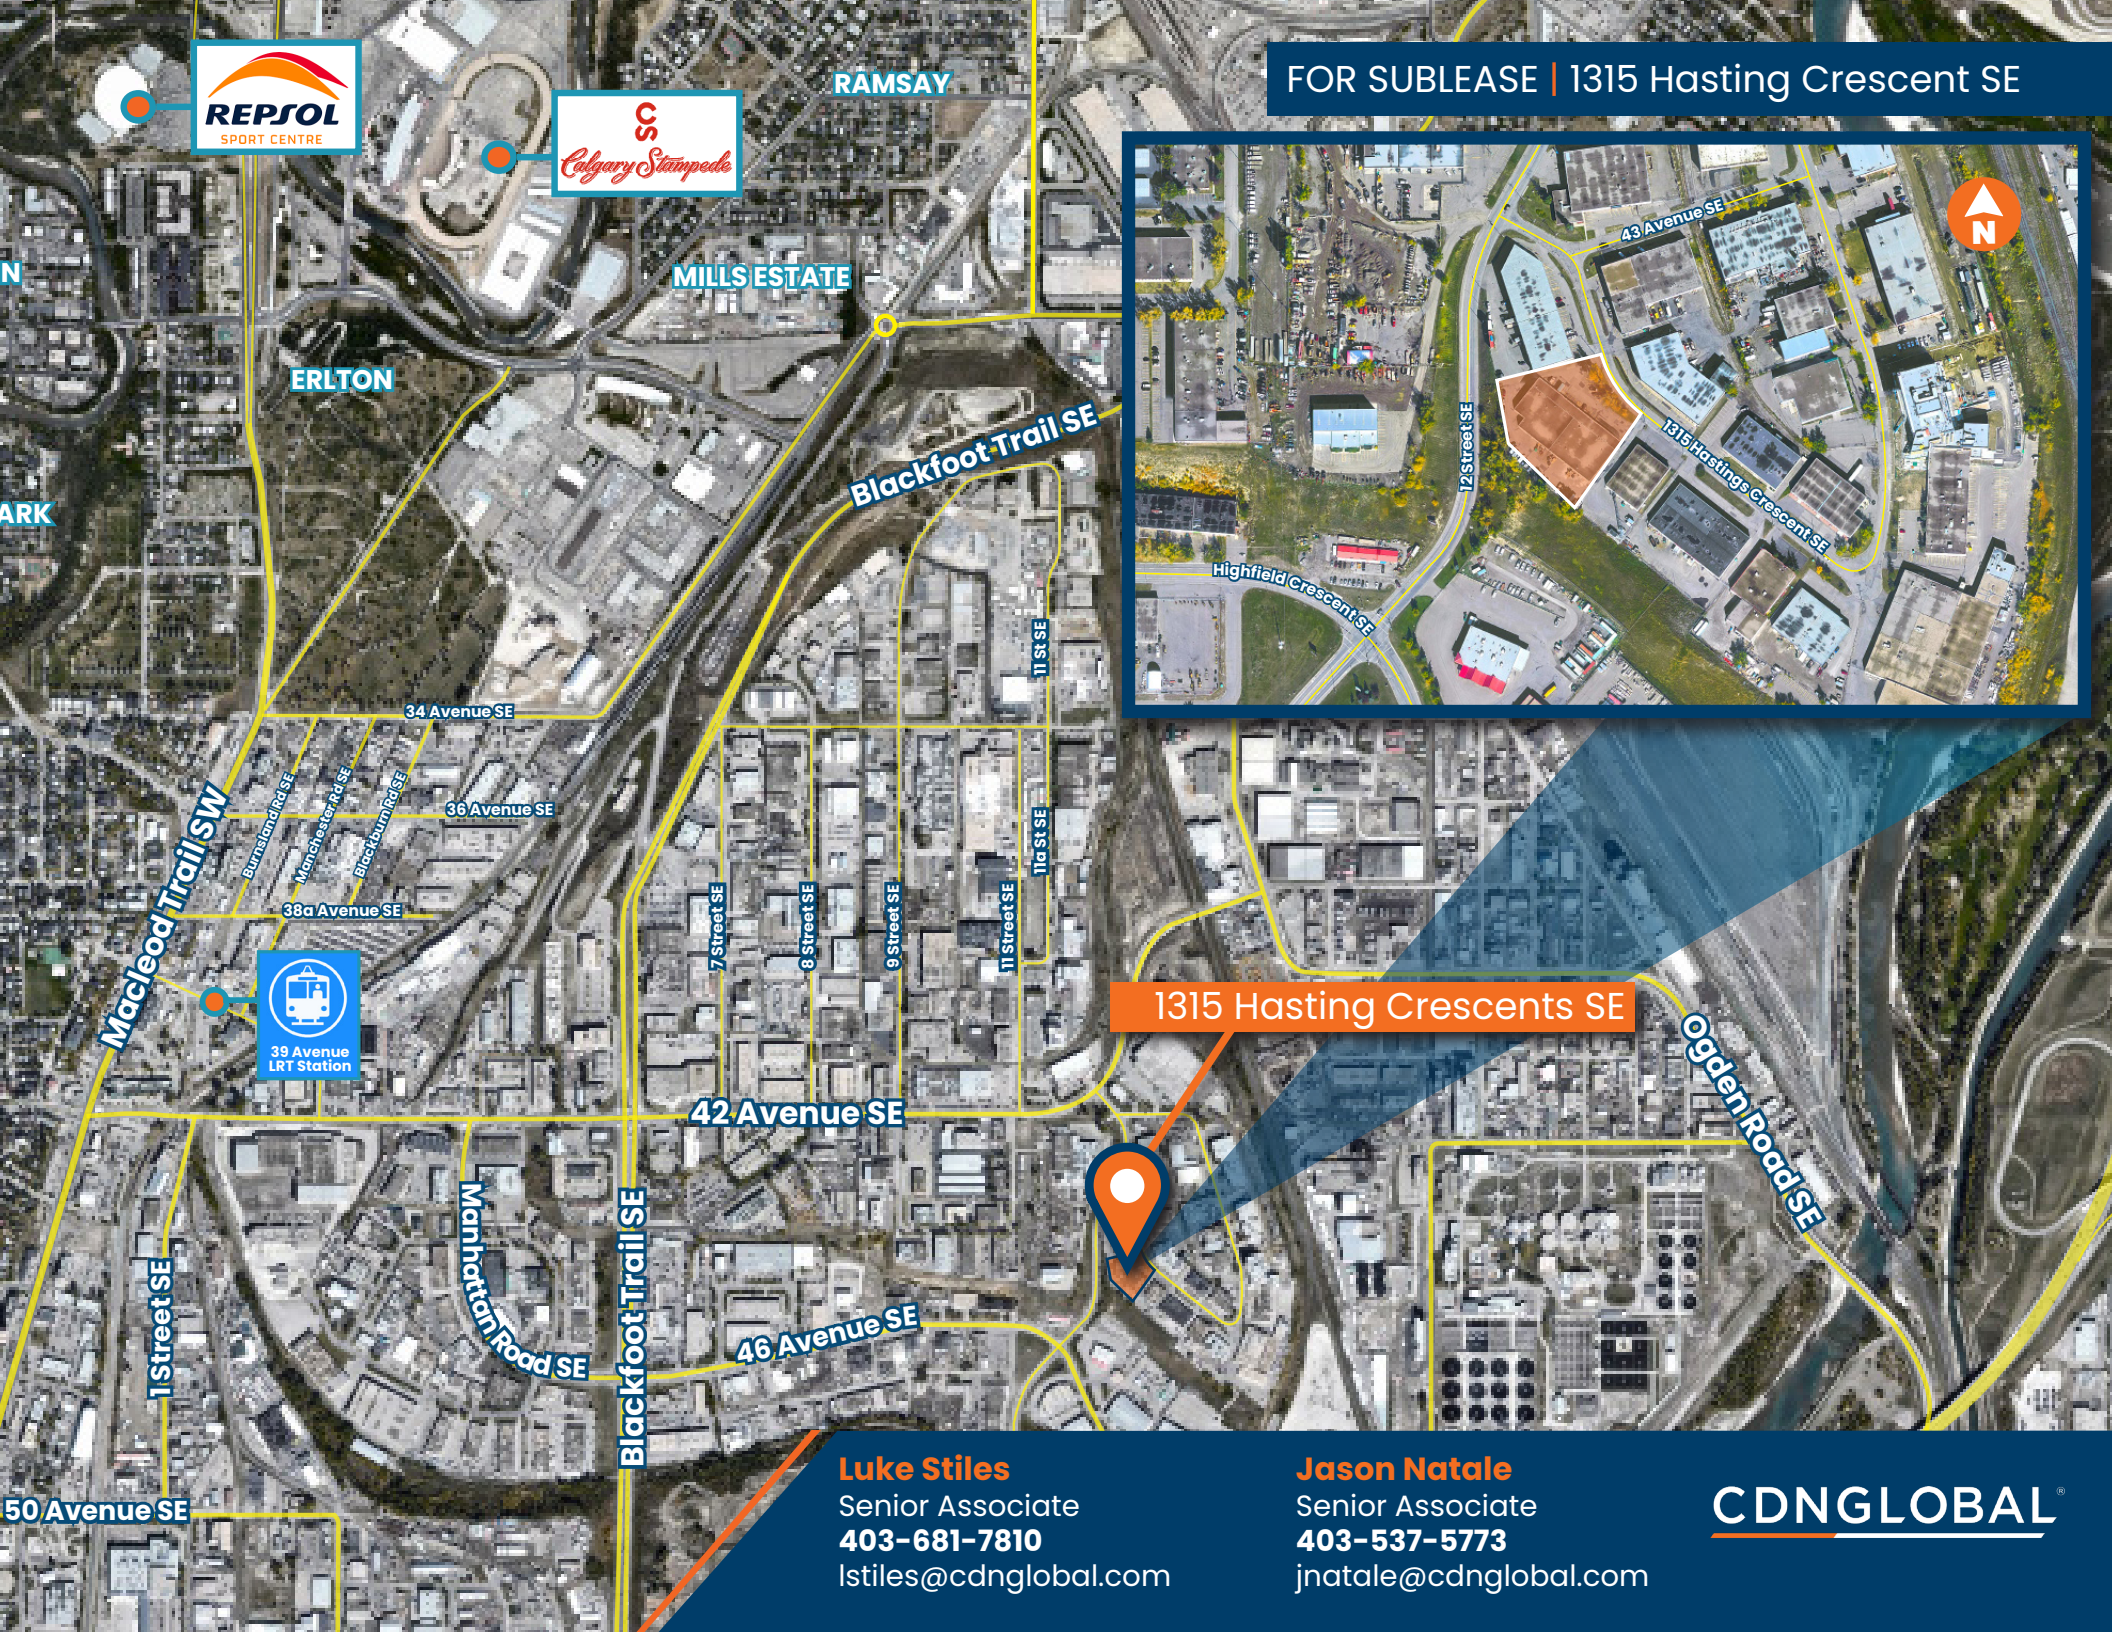 FOR SUBLEASE | 1315 Hasting Crescent SE
REPSOL
SPORT CENTRE
CS
Calgary Stampede
RAMSAY
MILLS ESTATE
N
ERLTON
ARK
Blackfoot Trail SE
43 Avenue SE
N
12 Street SE
1315 Hastings Crescent SE
Highfield Crescent SE
11 St SE
34 Avenue SE
36 Avenue SE
Burnsland Rd SE
Manchester Rd SE
Blackburn Rd SE
11a St SE
Macleod Trail SW
38a Avenue SE
7 Street SE
8 Street SE
9 Street SE
11 Street SE
39 Avenue
LRT Station
1315 Hasting Crescents SE
Ogden Road SE
42 Avenue SE
Manhattan Road SE
Blackfoot Trail SE
1 Street SE
46 Avenue SE
50 Avenue SE
Luke Stiles
Senior Associate
403-681-7810
lstiles@cdnglobal.com
Jason Natale
Senior Associate
403-537-5773
jnatale@cdnglobal.com
CDNGLOBAL®